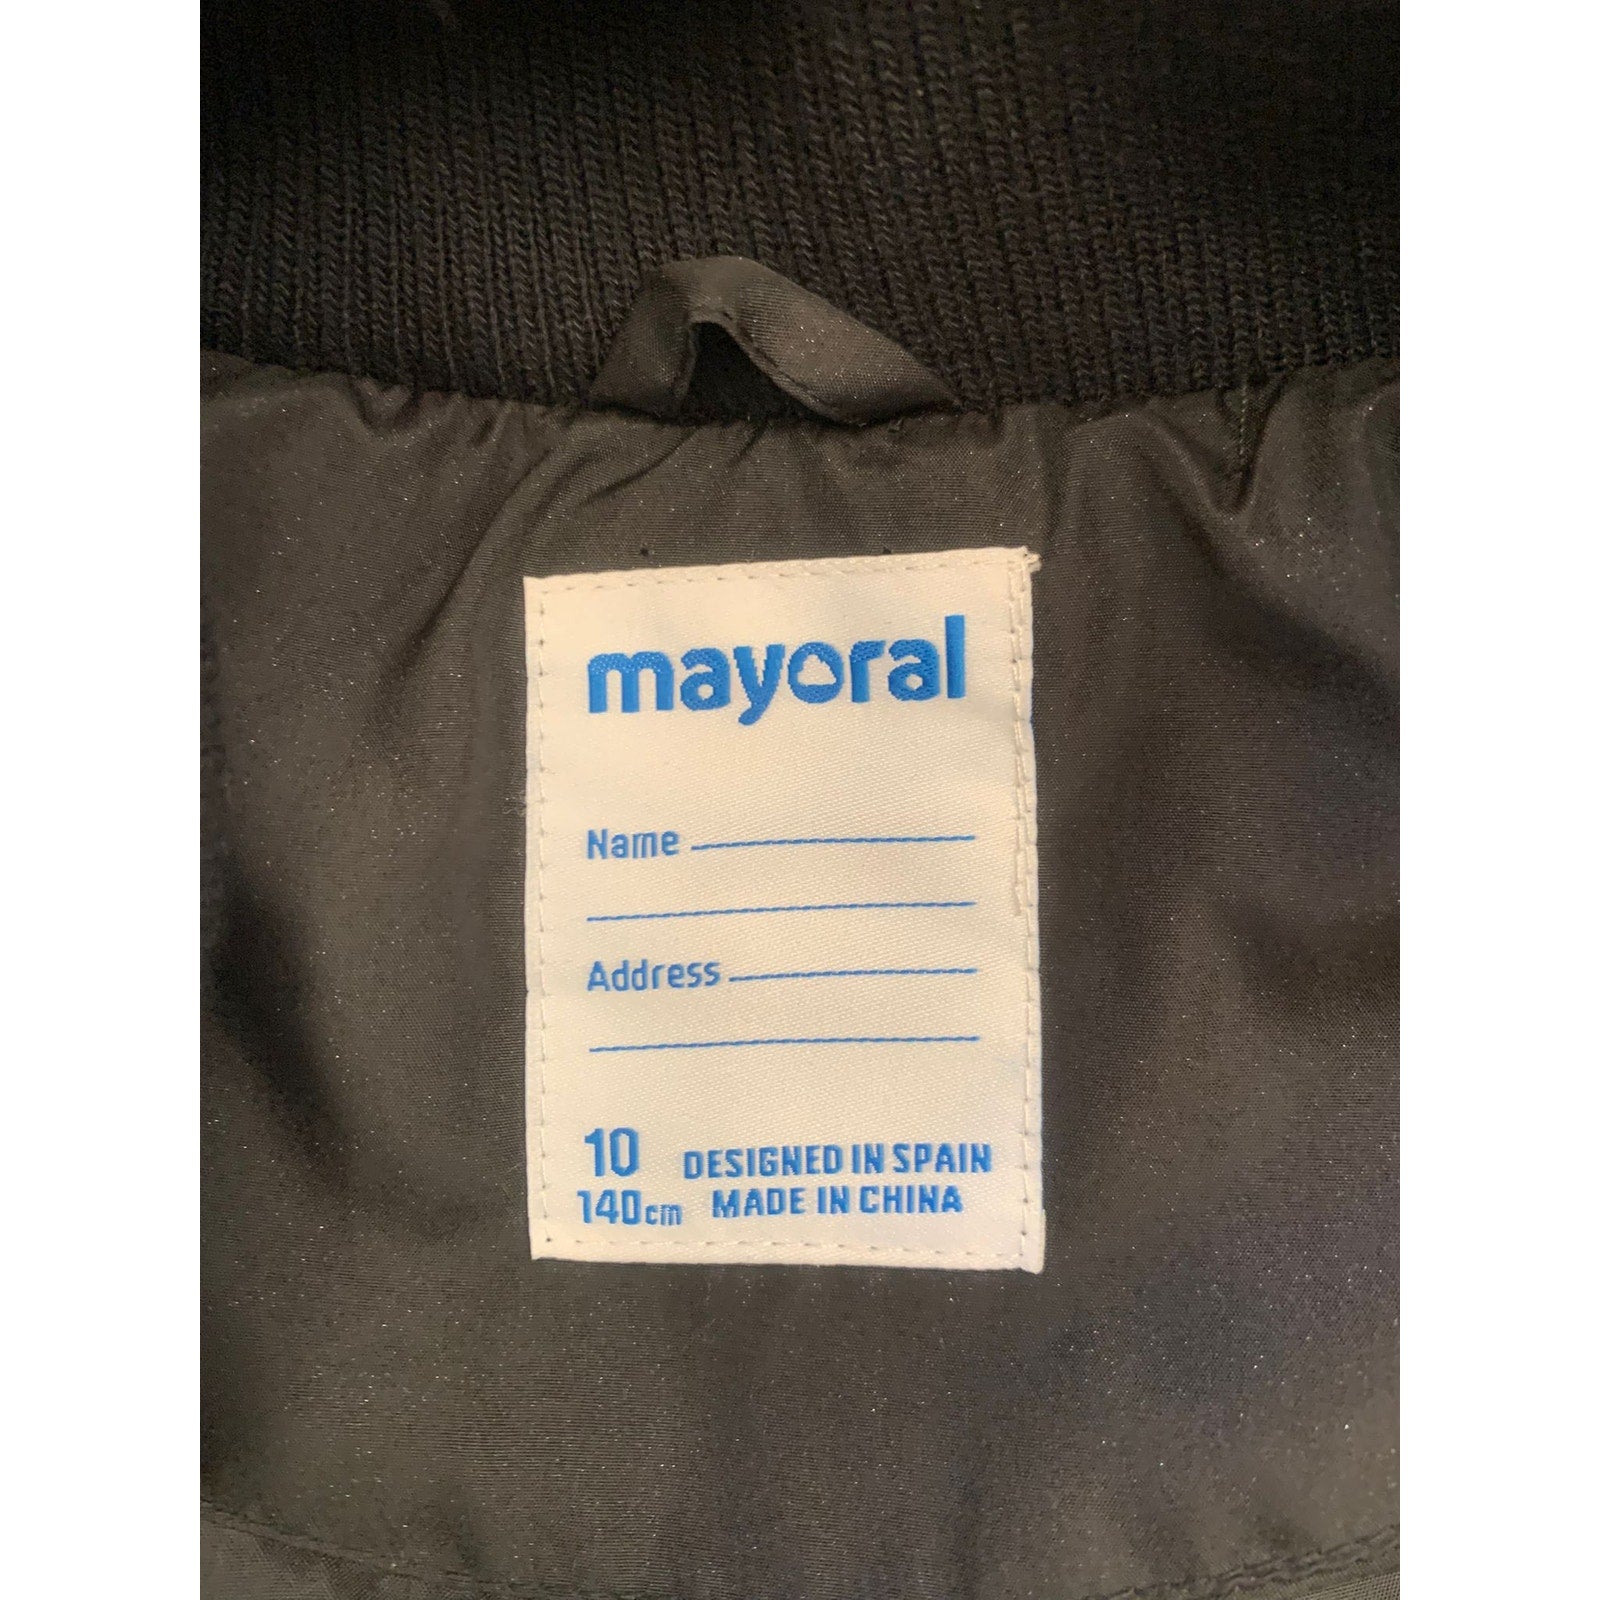 mayoral
Name
Address
10 DESIGNED IN SPAIN
140cm MADE IN CHINA